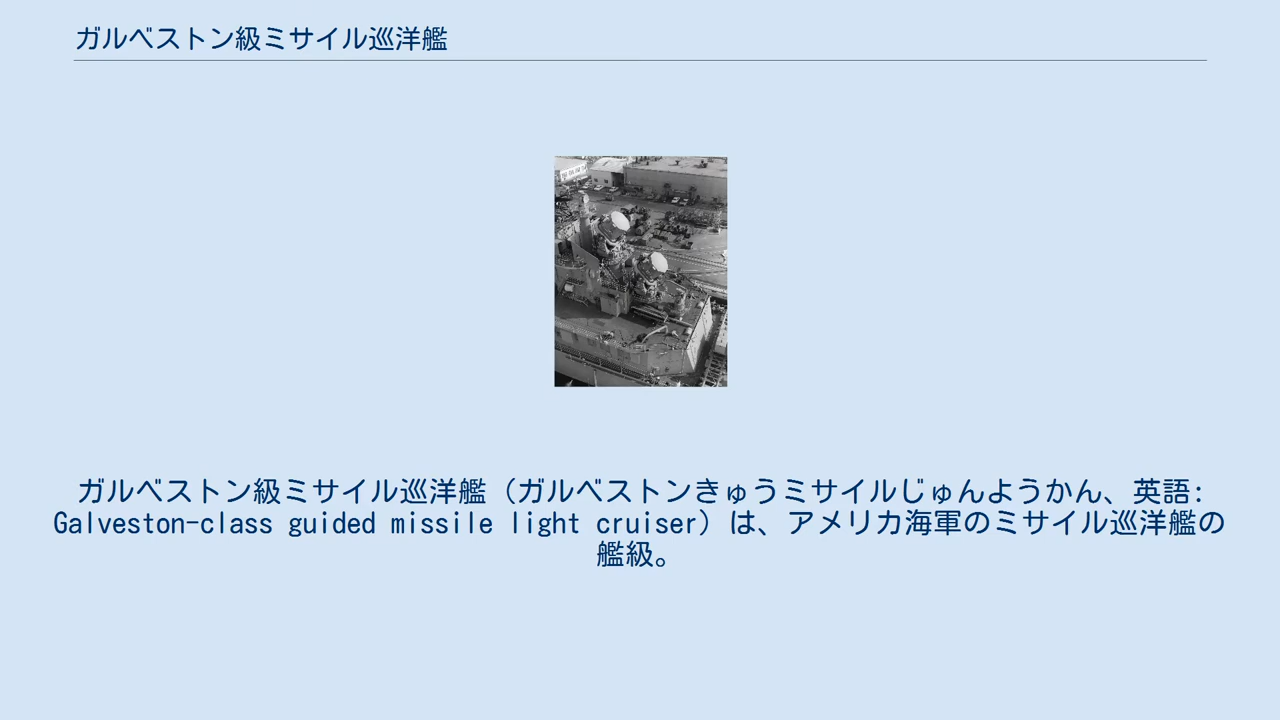 ガルベストン級ミサイル巡洋艦
ガルベストン級ミサイル巡洋艦（ガルベストンきゅうミサイルじゅんようかん、英語:
Galveston-class guided missile light cruiser）は、アメリカ海軍のミサイル巡洋艦の
艦級。